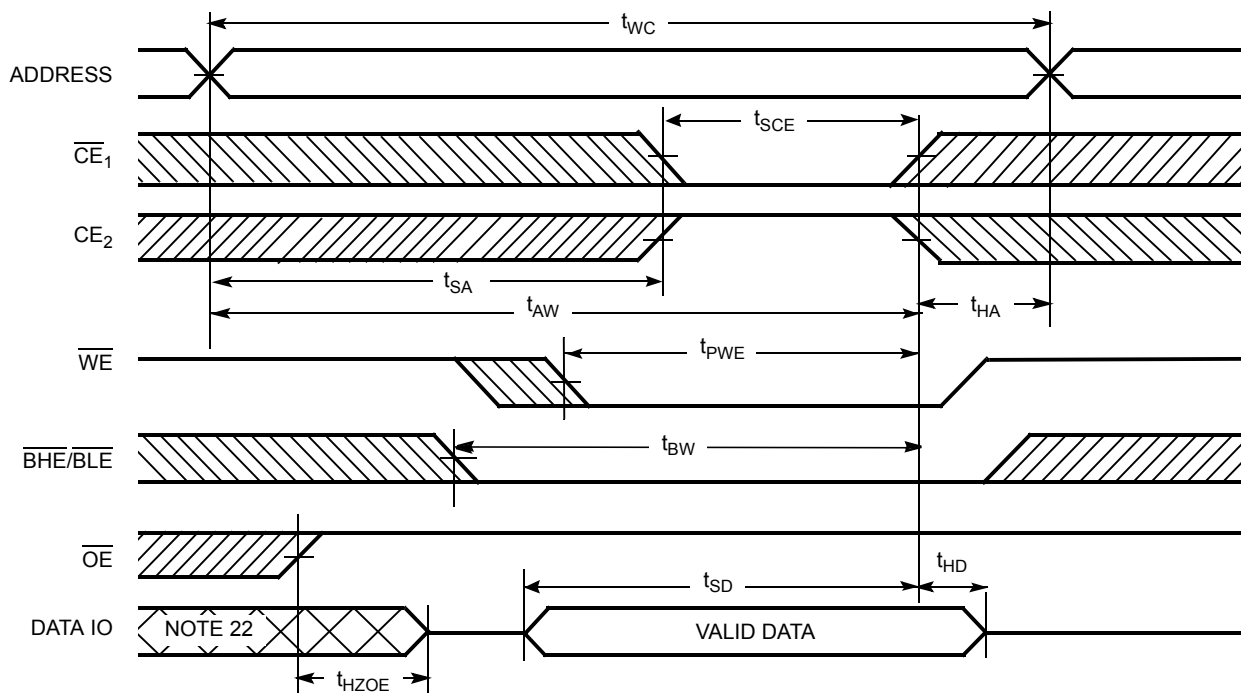 tWC
ADDRESS
tSCE
CE1
CE2
tSA
tAW
tHA
WE
tPWE
BHE/BLE
tBW
OE
tHD
tSD
DATA IO
NOTE 22
VALID DATA
tHZOE